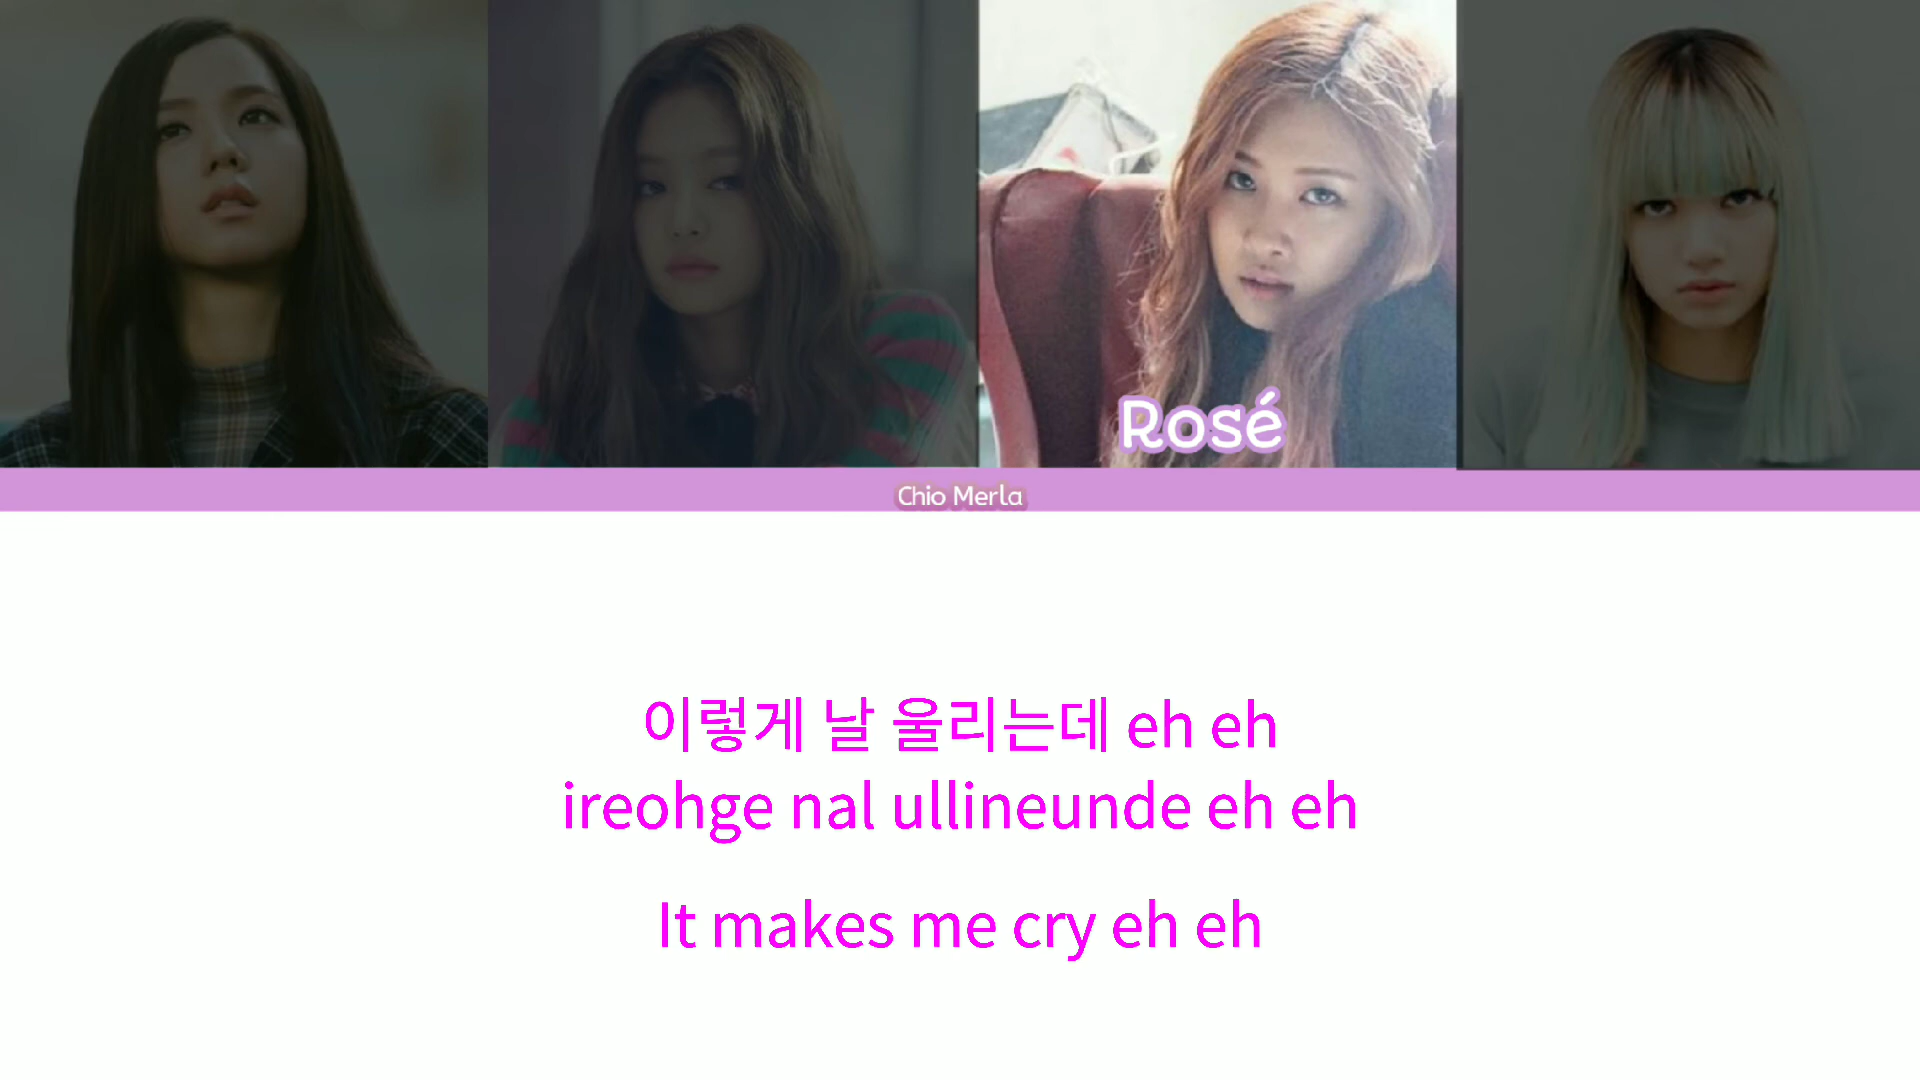 Rosé
Chio Merla
이렇게 날 울리는데 eh eh
ireohge nal ullineunde eh eh
It makes me cry eh eh